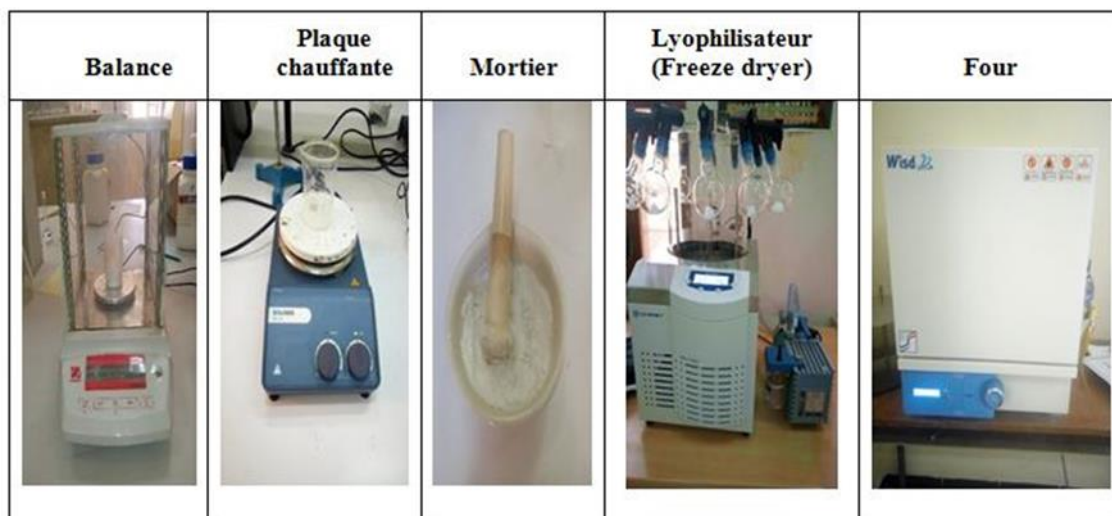 Balance
Plaque
chauffante
Mortier
Lyophilisateur
(Freeze dryer)
Four
Wisd